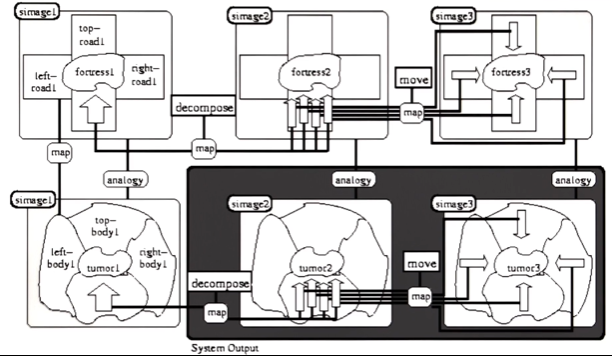 simage1
simage2
simage3
top-
road1
left-
road1
fortress1
right-
road1
fortress2
fortress3
move
decompose
map
map
map
analogy
analogy
analogy
simage1
simage2
simage3
top-
body1
left-
body1
right-
body1
tumor1
tumor2
tumor3
move
decompose
map
map
System Output